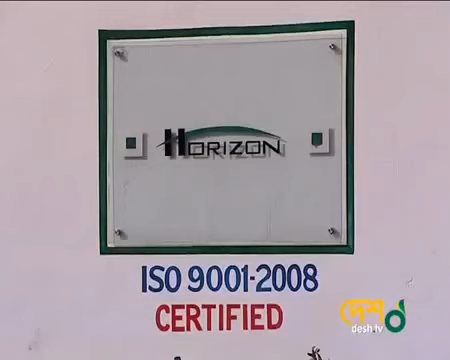 HORIZON
ISO 9001-2008
CERTIFIED
দেশ
desh tv